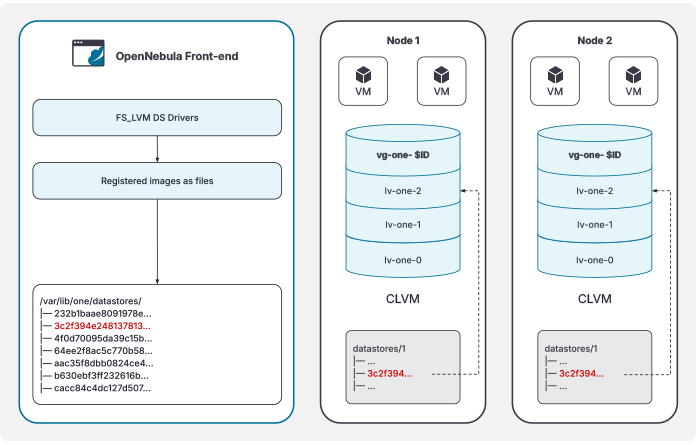 OpenNebula Front-end
FS_LVM DS Drivers
Registered images as files
/var/lib/one/datastores/
|— 232b1baae8091978e...
|— 3c2f394e248137813...
|— 4f0d70095da39c15b...
|— 64ee2f8ac5c770b58...
|— aac35f8dbb0824ce4...
|— b630ebf3ff232616b...
|— cacc84c4dc127d507...
Node 1
VM
VM
vg-one- $ID
lv-one-2
lv-one-1
lv-one-0
CLVM
datastores/1
|— ...
|— 3c2f394...
|— ...
Node 2
VM
VM
vg-one- $ID
lv-one-2
lv-one-1
lv-one-0
CLVM
datastores/1
|— ...
|— 3c2f394...
|— ...